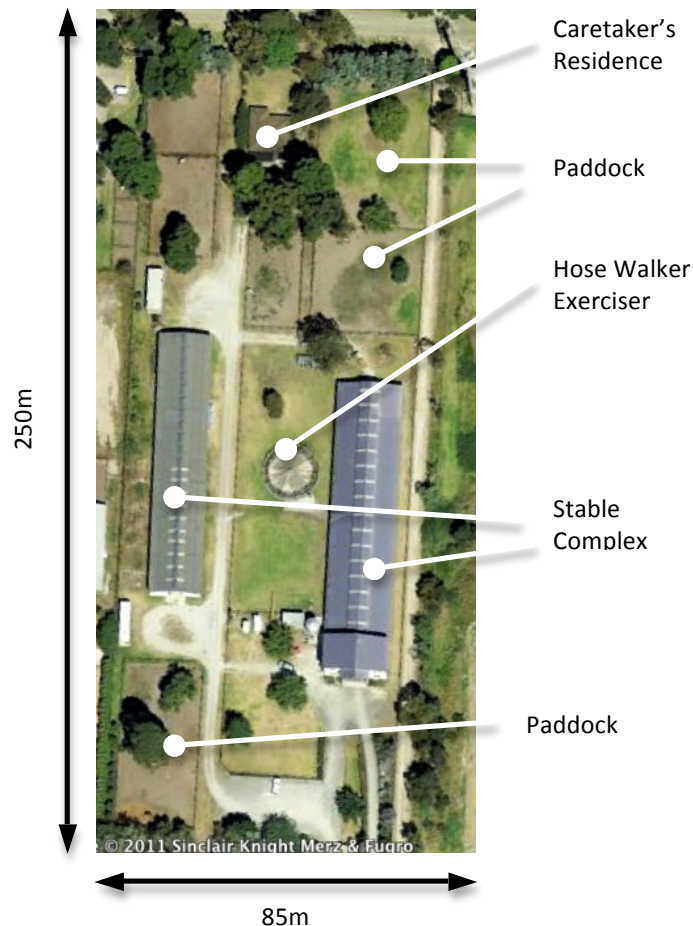 Caretaker’s
Residence
Paddock
Hose Walker
Exerciser
250m
Stable
Complex
Paddock
© 2011 Sinclair Knight Merz & Fugro
85m